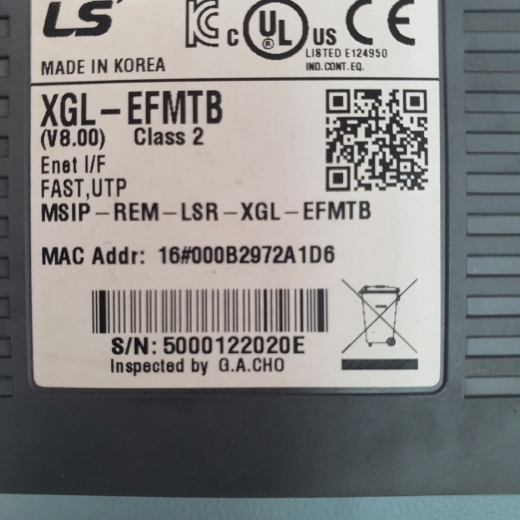 LS
c UL US CE
LISTED E124950
IND.CONT.EQ.
MADE IN KOREA
XGL-EFMTB
(V8.00) Class 2
Enet I/F
FAST,UTP
MSIP-REM-LSR-XGL-EFMTB
MAC Addr: 16#000B2972A1D6
S/N: 5000122020E
Inspected by G.A.CHO